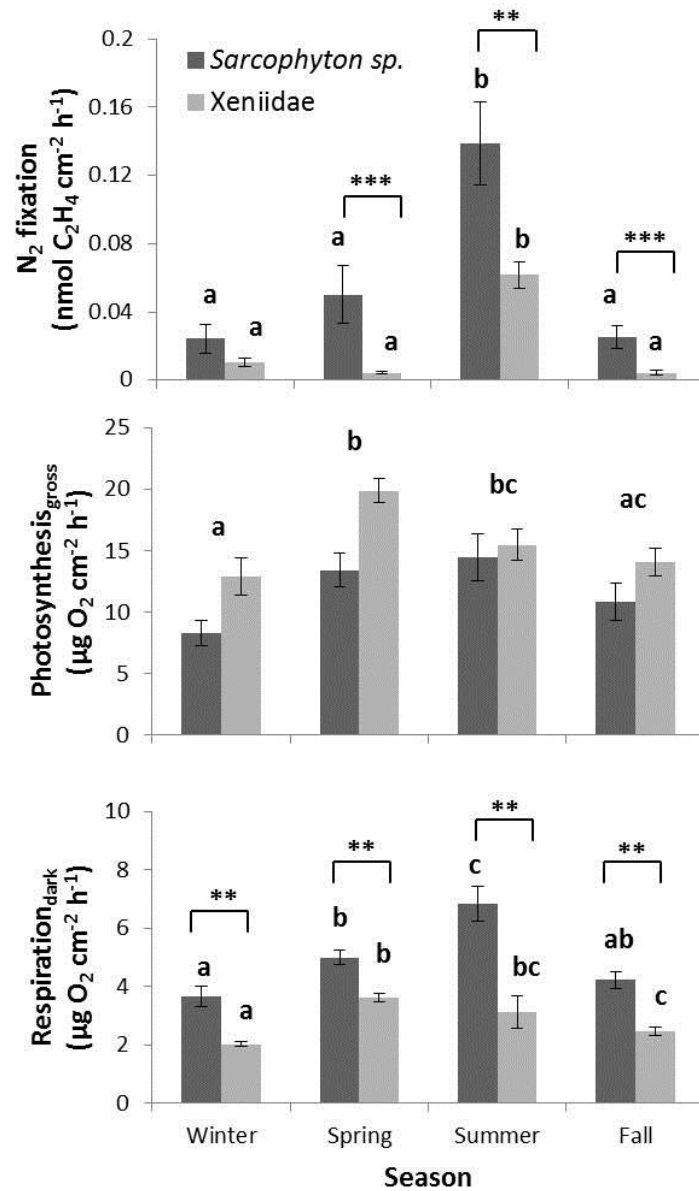 N₂ fixation
(nmol C₂H₄ cm⁻² h⁻¹)
0.2
0.16
0.12
0.08
0.04
0
Sarcophyton sp.
Xeniidae
a
a
a
***
a
**
b
b
***
a
a
Photosynthesis_gross
(µg O₂ cm⁻² h⁻¹)
25
20
15
10
5
0
a
b
bc
ac
Respiration_dark
(µg O₂ cm⁻² h⁻¹)
10
8
6
4
2
0
**
a
a
**
b
b
**
c
bc
**
ab
c
Winter Spring Summer Fall
Season